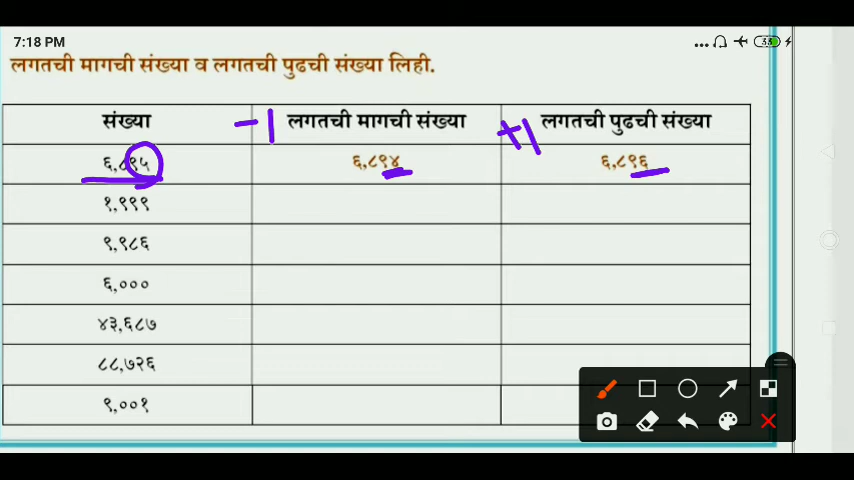 7:18 PM
33
लगतची मागची संख्या व लगतची पुढची संख्या लिही.
संख्या -1 लगतची मागची संख्या +1 लगतची पुढची संख्या
६,८९५ ६,८९४ ६,८९६
१,९९९
९,९८६
६,०००
४३,६८७
८८,७२६
९,००१